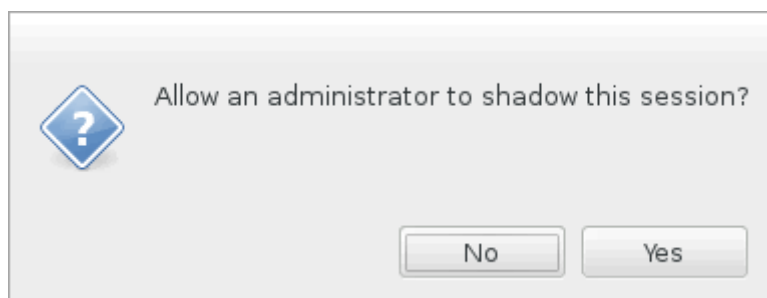 Allow an administrator to shadow this session?
?
No Yes